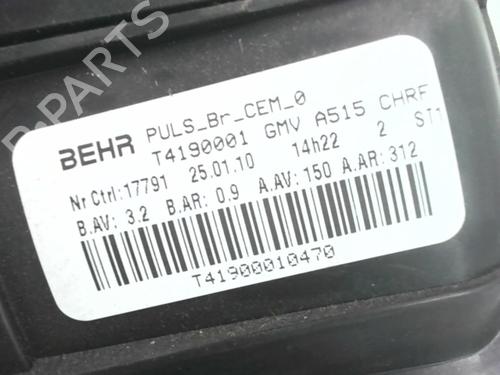 BEHR PULS_Br_CEM_0
T4190001 GMV A515 CHRF
Nr Ctrl:17791 25.01.10 14h22 2 ST1
B.AV: 3.2 B.AR: 0.9 A.AV: 150 A.AR: 312
T41900010470
B-PARTS